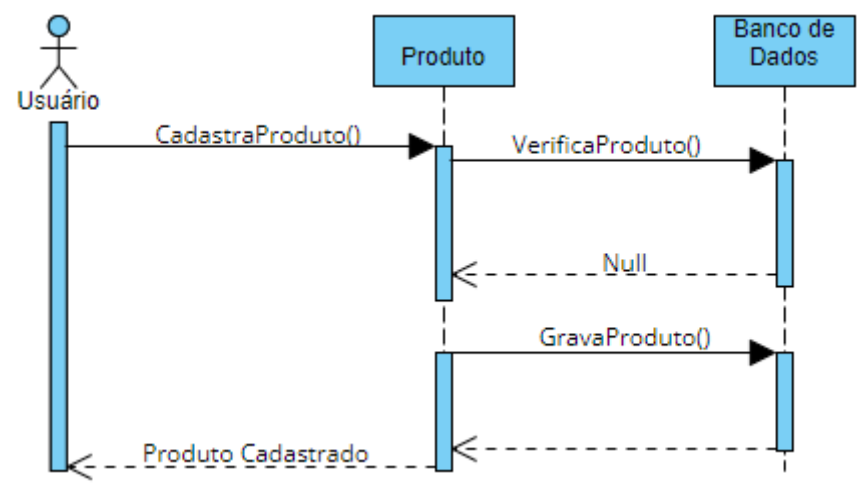 Usuário
Produto
Banco de
Dados
CadastraProduto()
VerificaProduto()
Null
GravaProduto()
Produto Cadastrado